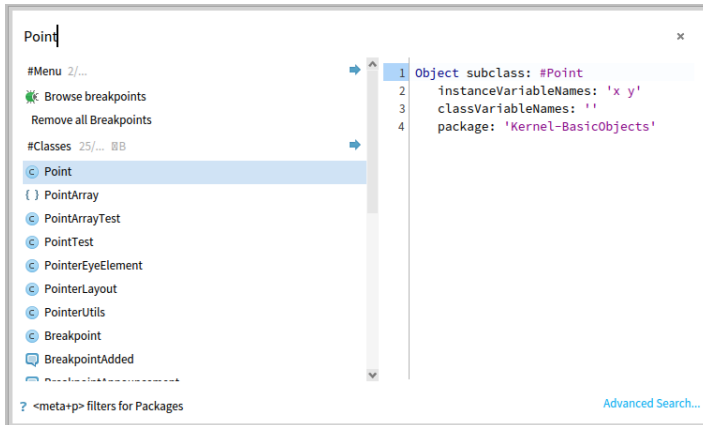 Point
#Menu 2/...
Browse breakpoints
Remove all Breakpoints
#Classes 25/... B
Point
{ } PointArray
PointArrayTest
PointTest
PointerEyeElement
PointerLayout
PointerUtils
Breakpoint
BreakpointAdded
BreakpointAnnouncement
? <meta+p> filters for Packages
1 Object subclass: #Point
2 instanceVariableNames: 'x y'
3 classVariableNames: ''
4 package: 'Kernel-BasicObjects'
Advanced Search...